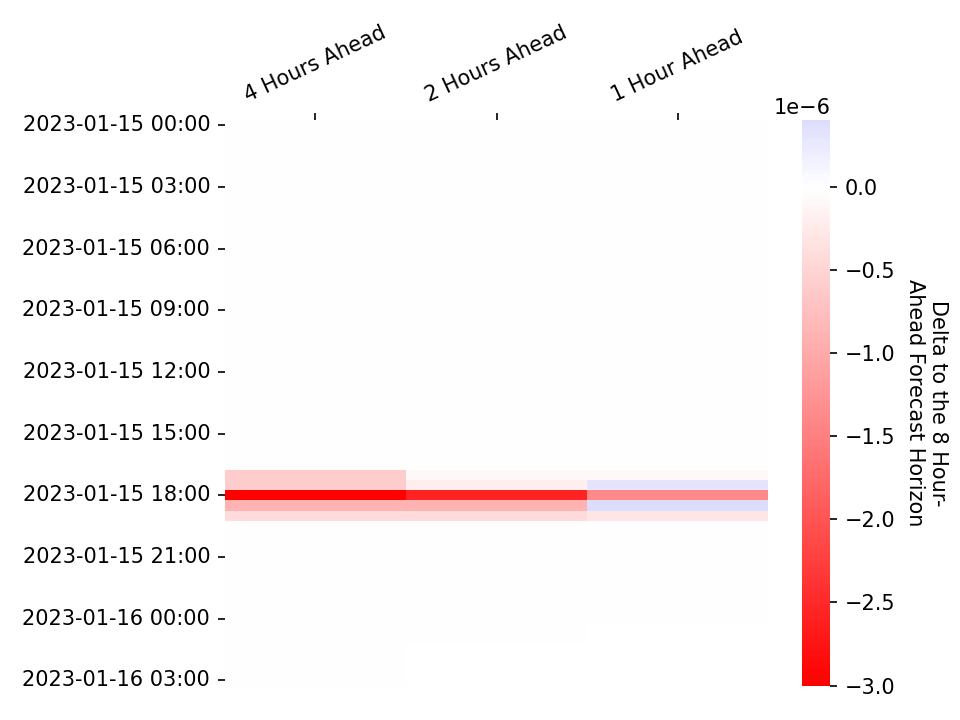 4 Hours Ahead
2 Hours Ahead
1 Hour Ahead
1e−6
2023-01-15 00:00
2023-01-15 03:00
2023-01-15 06:00
2023-01-15 09:00
2023-01-15 12:00
2023-01-15 15:00
2023-01-15 18:00
2023-01-15 21:00
2023-01-16 00:00
2023-01-16 03:00
0.0
−0.5
−1.0
−1.5
−2.0
−2.5
−3.0
Delta to the 8 Hour-
Ahead Forecast Horizon